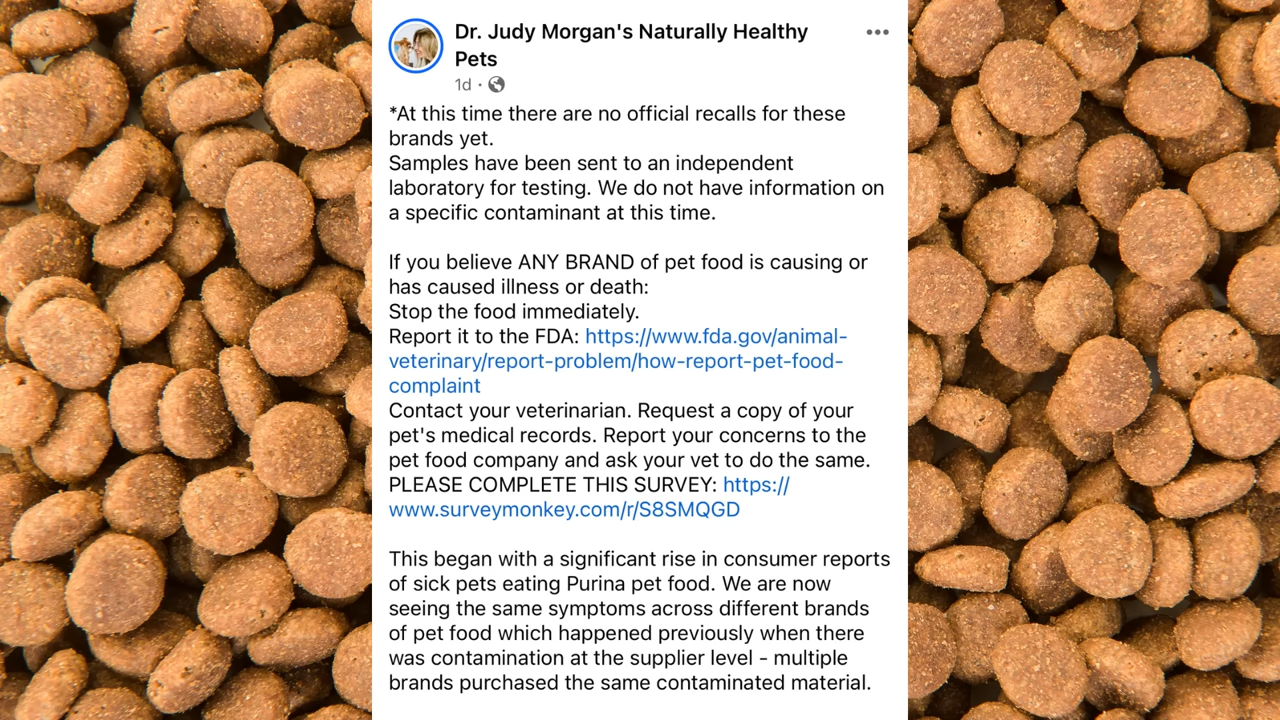 Dr. Judy Morgan's Naturally Healthy
Pets
1d ·
*At this time there are no official recalls for these
brands yet.
Samples have been sent to an independent
laboratory for testing. We do not have information on
a specific contaminant at this time.
If you believe ANY BRAND of pet food is causing or
has caused illness or death:
Stop the food immediately.
Report it to the FDA: https://www.fda.gov/animal-
veterinary/report-problem/how-report-pet-food-
complaint
Contact your veterinarian. Request a copy of your
pet's medical records. Report your concerns to the
pet food company and ask your vet to do the same.
PLEASE COMPLETE THIS SURVEY: https://
www.surveymonkey.com/r/S8SMQGD
This began with a significant rise in consumer reports
of sick pets eating Purina pet food. We are now
seeing the same symptoms across different brands
of pet food which happened previously when there
was contamination at the supplier level - multiple
brands purchased the same contaminated material.